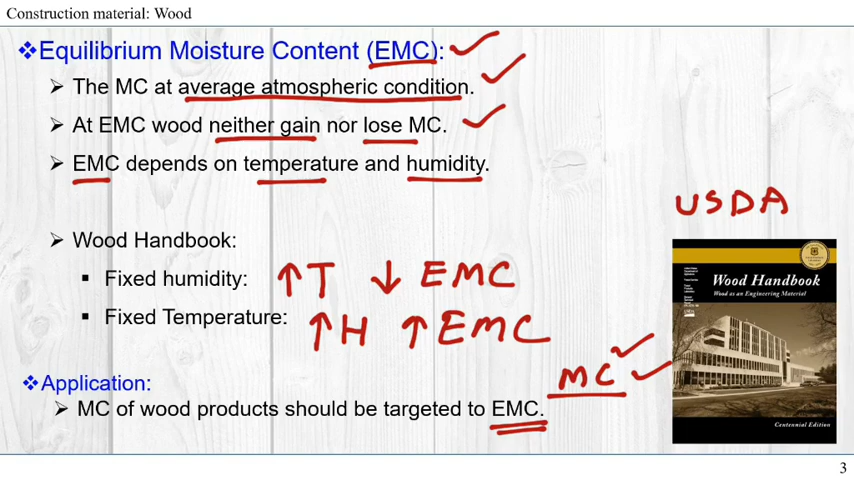 Construction material: Wood
❖Equilibrium Moisture Content (EMC):
➢ The MC at average atmospheric condition.
➢ At EMC wood neither gain nor lose MC.
➢ EMC depends on temperature and humidity.
USDA
➢ Wood Handbook:
▪ Fixed humidity: ↑T ↓ EMC
▪ Fixed Temperature: ↑H ↑EMC
Wood Handbook
Wood as an Engineering Material
MC
❖Application:
➢ MC of wood products should be targeted to EMC.
Centennial Edition
3